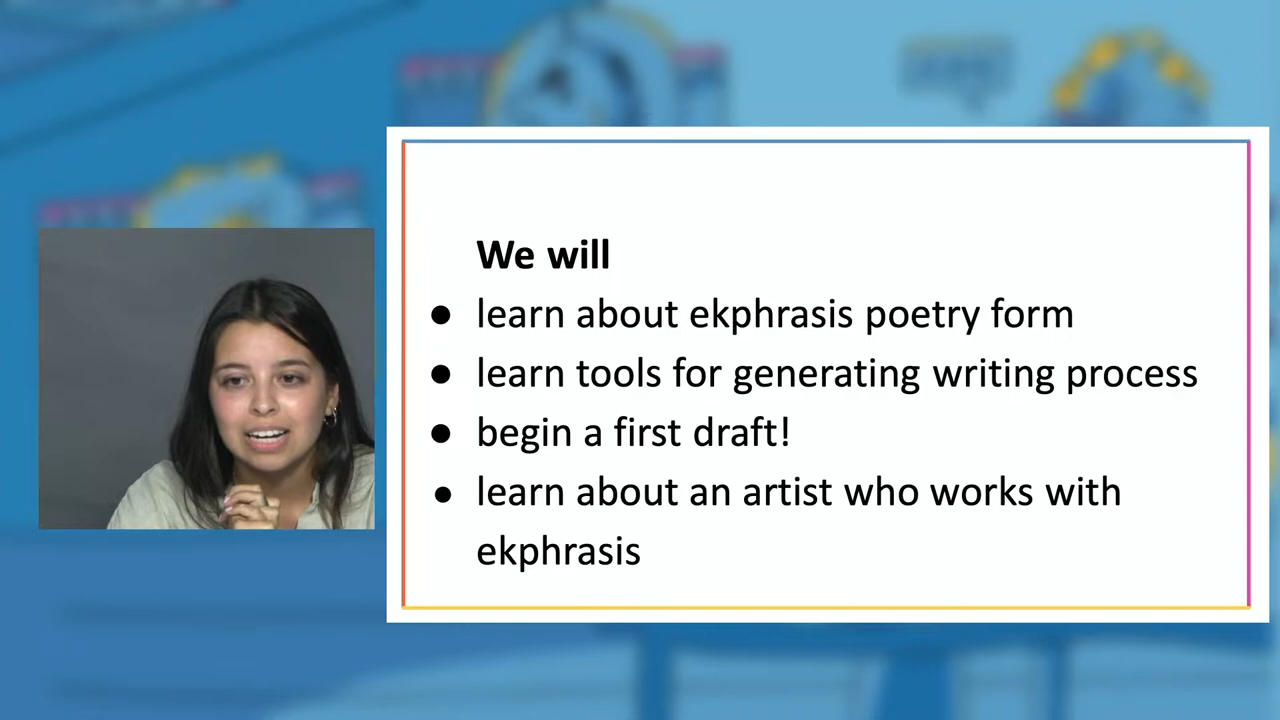 We will
● learn about ekphrasis poetry form
● learn tools for generating writing process
● begin a first draft!
● learn about an artist who works with
ekphrasis